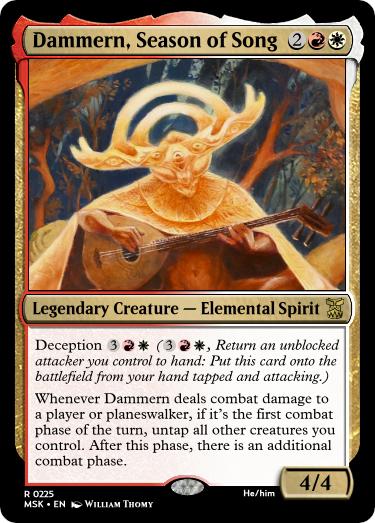 Dammern, Season of Song 2
Legendary Creature — Elemental Spirit
Deception 3 (3, Return an unblocked
attacker you control to hand: Put this card onto the
battlefield from your hand tapped and attacking.)
Whenever Dammern deals combat damage to
a player or planeswalker, if it's the first combat
phase of the turn, untap all other creatures you
control. After this phase, there is an additional
combat phase.
4/4
R 0225
MSK • EN WILLIAM THOMY
He/him